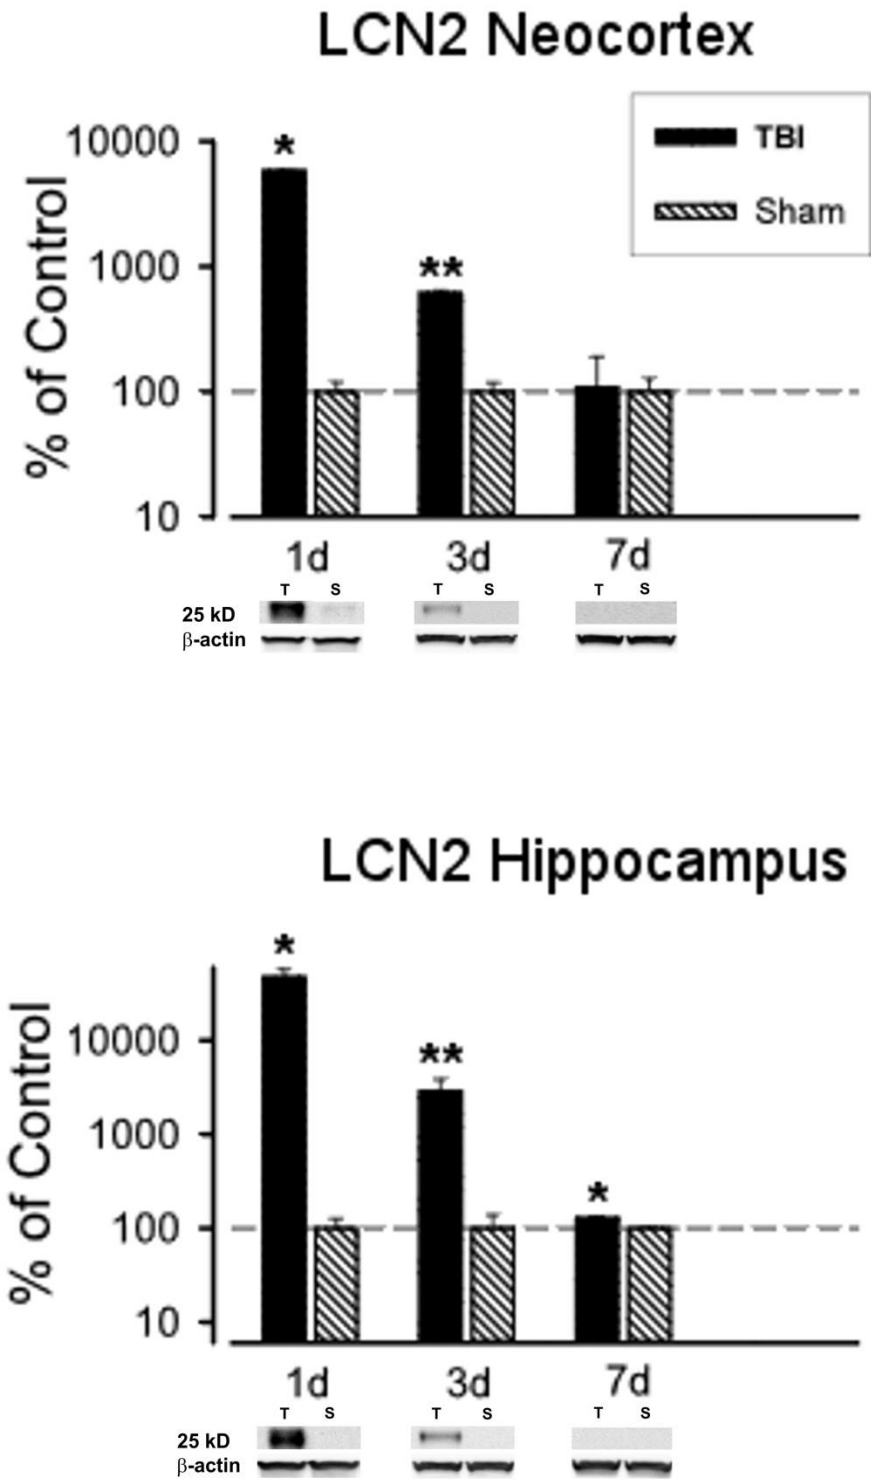 LCN2 Neocortex
TBI
Sham
% of Control
10000
1000
100
10
*
**
1d 3d 7d
T S T S T S
25 kD
β-actin
LCN2 Hippocampus
% of Control
10000
1000
100
10
*
**
*
1d 3d 7d
T S T S T S
25 kD
β-actin